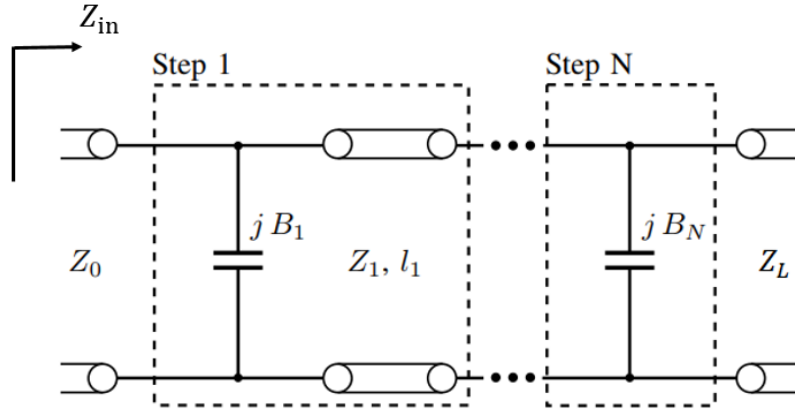 Z_in
Step 1
Step N
j B_1
j B_N
Z_0
Z_1, l_1
Z_L